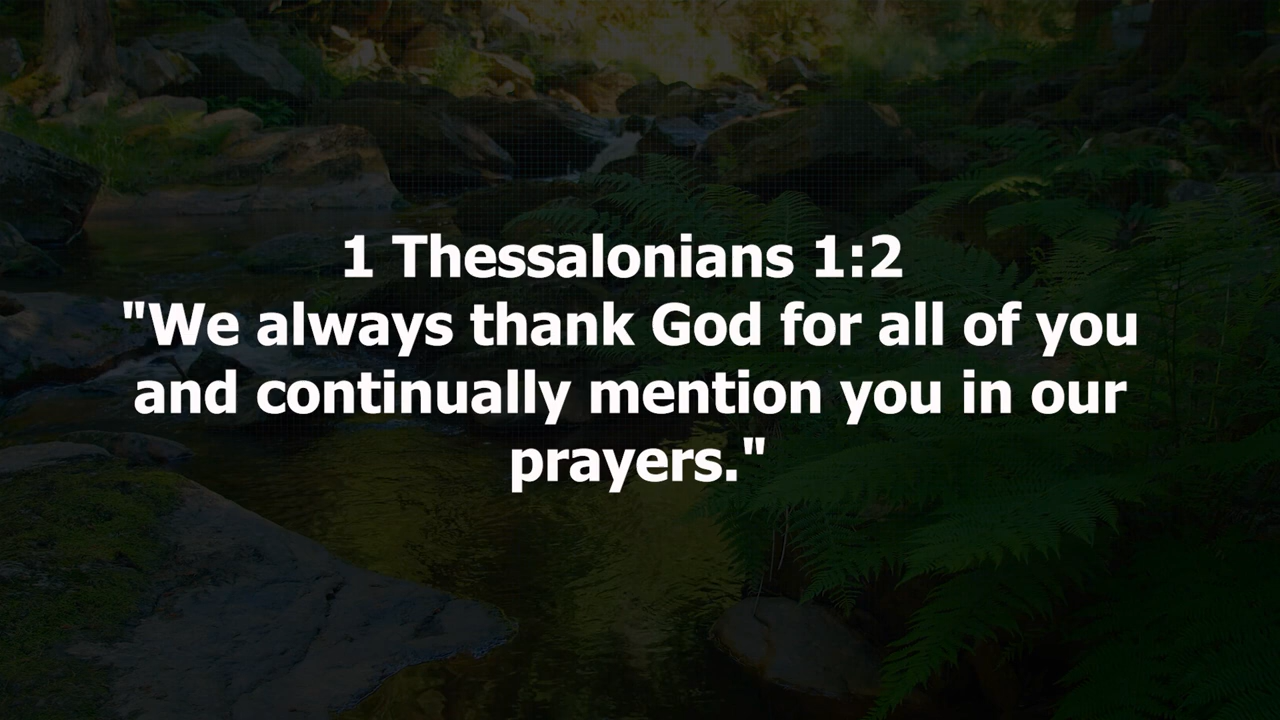 1 Thessalonians 1:2
"We always thank God for all of you
and continually mention you in our
prayers."